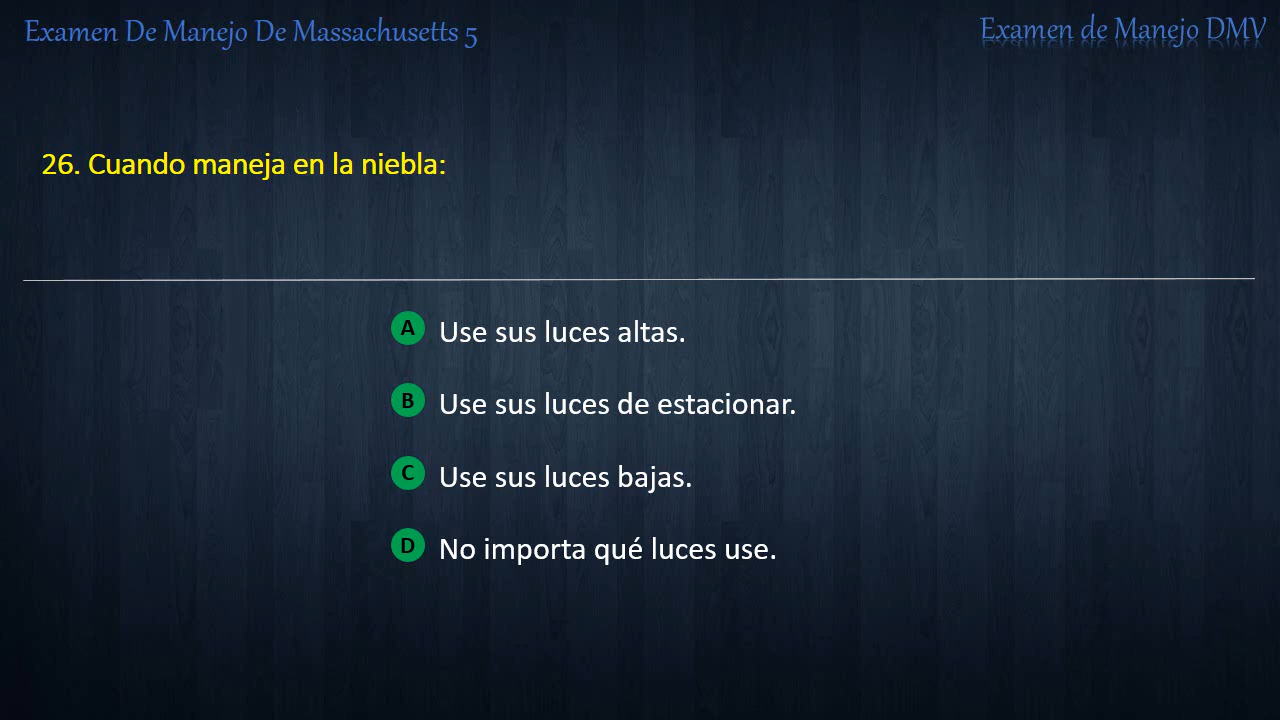 Examen De Manejo De Massachusetts 5
Examen de Manejo DMV
26. Cuando maneja en la niebla:
A Use sus luces altas.
B Use sus luces de estacionar.
C Use sus luces bajas.
D No importa qué luces use.